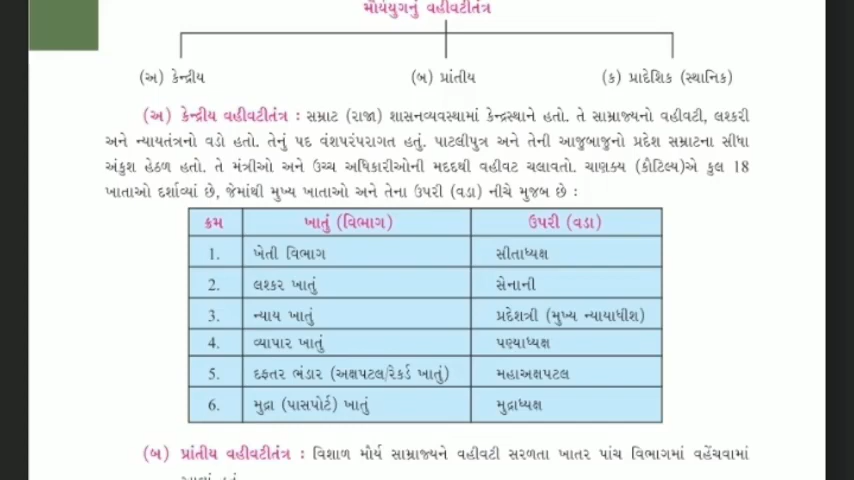 મૌર્યયુગનું વહીવટીતંત્ર
(અ) કેન્દ્રીય (બ) પ્રાંતીય (ક) પ્રાદેશિક (સ્થાનિક)
(અ) કેન્દ્રીય વહીવટીતંત્ર : સમ્રાટ (રાજા) શાસનવ્યવસ્થામાં કેન્દ્રસ્થાને હતો. તે સામ્રાજ્યનો વહીવટી, લશ્કરી
અને ન્યાયતંત્રનો વડો હતો. તેનું પદ વંશપરંપરાગત હતું. પાટલીપુત્ર અને તેની આજુબાજુનો પ્રદેશ સમ્રાટના સીધા
અંકુશ હેઠળ હતો. તે મંત્રીઓ અને ઉચ્ચ અધિકારીઓની મદદથી વહીવટ ચલાવતો. ચાણક્ય (કૌટિલ્ય)એ કુલ 18
ખાતાઓ દર્શાવ્યાં છે, જેમાંથી મુખ્ય ખાતાઓ અને તેના ઉપરી (વડા) નીચે મુજબ છે :
ક્રમ ખાતું (વિભાગ) ઉપરી (વડા)
1. ખેતી વિભાગ સીતાધ્યક્ષ
2. લશ્કર ખાતું સેનાની
3. ન્યાય ખાતું પ્રદેશત્રી (મુખ્ય ન્યાયાધીશ)
4. વ્યાપાર ખાતું પણ્યાધ્યક્ષ
5. દફતર ભંડાર (અક્ષપટલ/રેકર્ડ ખાતું) મહાઅક્ષપટલ
6. મુદ્રા (પાસપોર્ટ) ખાતું મુદ્રાધ્યક્ષ
(બ) પ્રાંતીય વહીવટીતંત્ર : વિશાળ મૌર્ય સામ્રાજ્યને વહીવટી સરળતા ખાતર પાંચ વિભાગમાં વહેંચવામાં